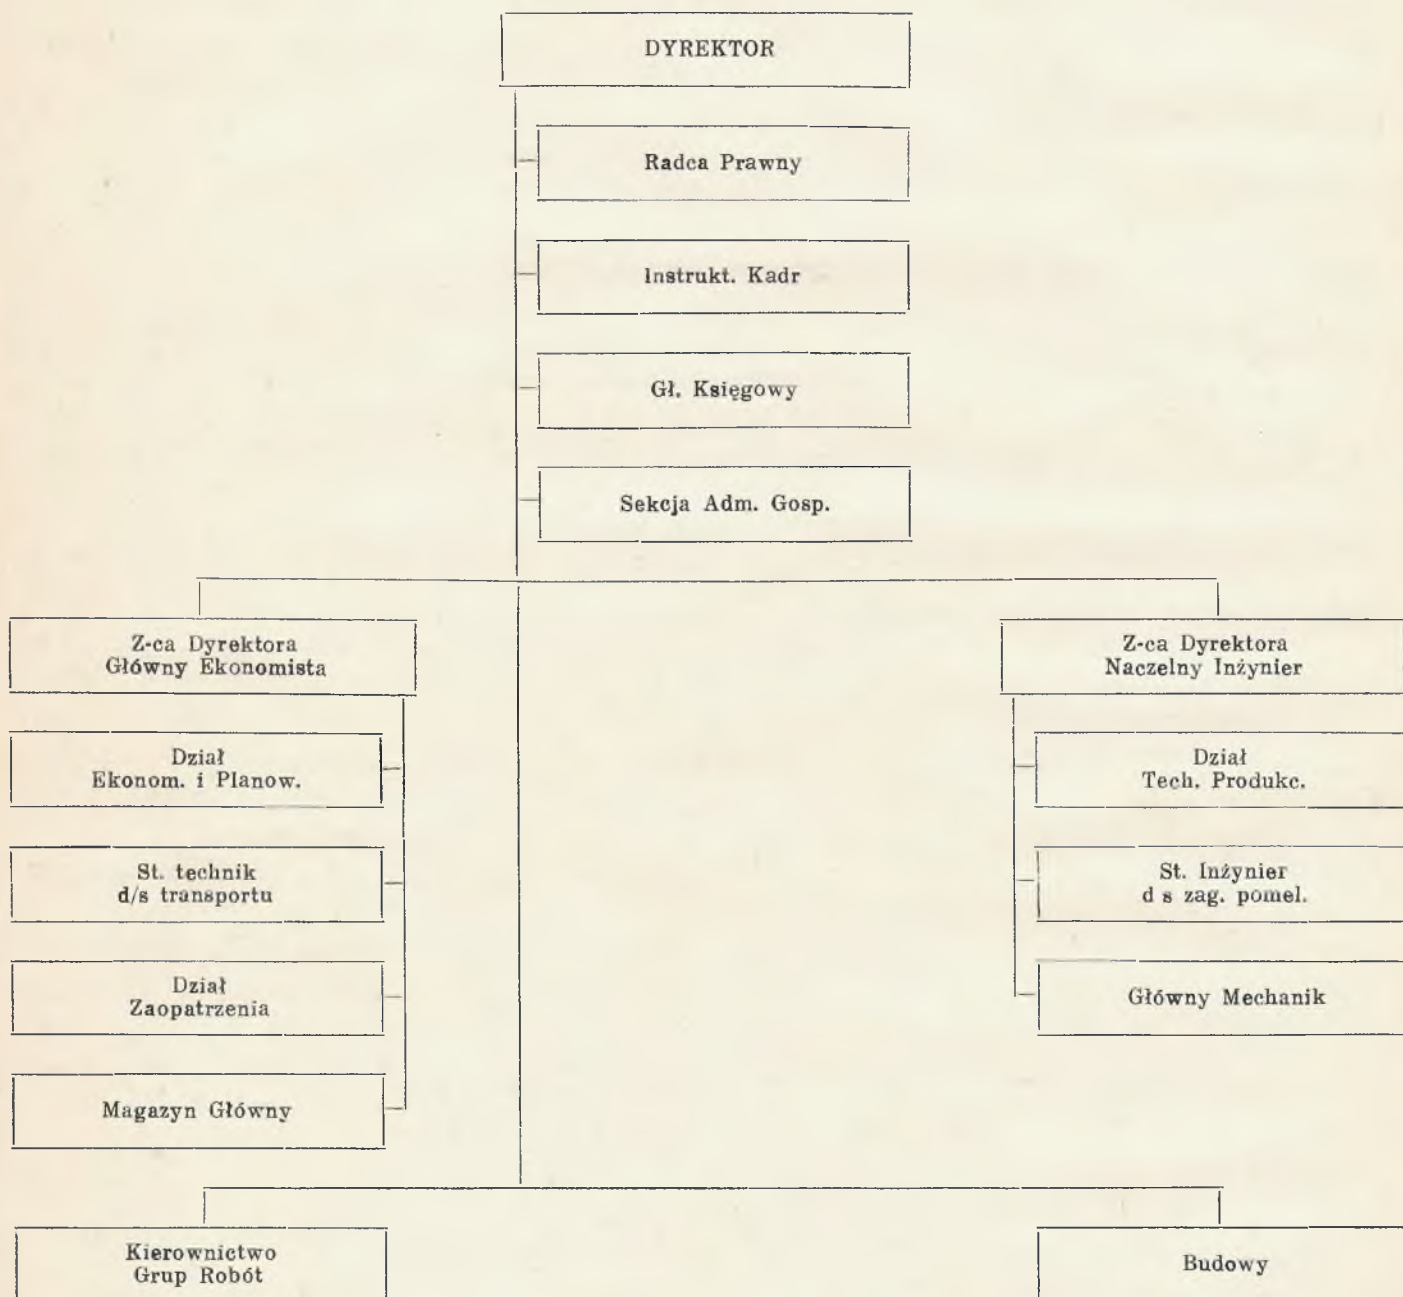 DYREKTOR
Radca Prawny
Instrukt. Kadr
Gł. Księgowy
Sekcja Adm. Gosp.
Z-ca Dyrektora
Główny Ekonomista
Dział
Ekonom. i Planow.
St. technik
d/s transportu
Dział
Zaopatrzenia
Magazyn Główny
Z-ca Dyrektora
Naczelny Inżynier
Dział
Tech. Produkc.
St. Inżynier
d s zag. pomel.
Główny Mechanik
Kierownictwo
Grup Robót
Budowy